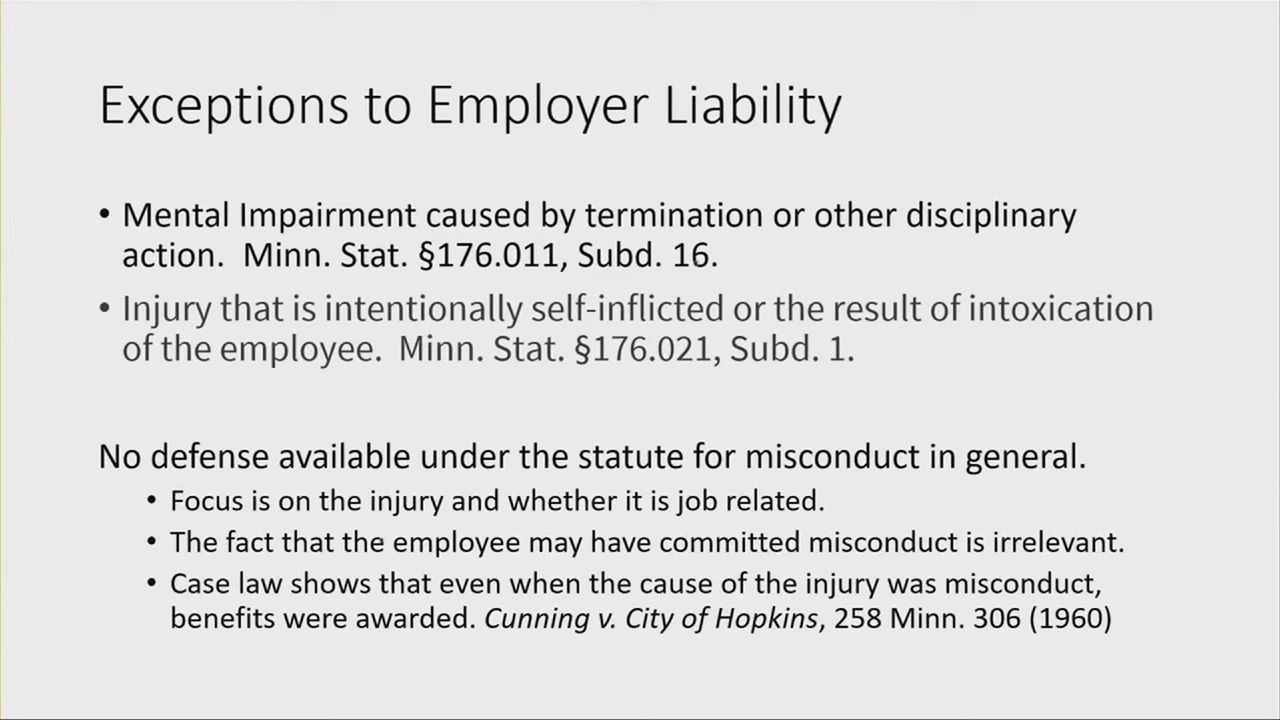 Exceptions to Employer Liability
• Mental Impairment caused by termination or other disciplinary
action.  Minn. Stat. §176.011, Subd. 16.
• Injury that is intentionally self-inflicted or the result of intoxication
of the employee.  Minn. Stat. §176.021, Subd. 1.
No defense available under the statute for misconduct in general.
• Focus is on the injury and whether it is job related.
• The fact that the employee may have committed misconduct is irrelevant.
• Case law shows that even when the cause of the injury was misconduct,
benefits were awarded. Cunning v. City of Hopkins, 258 Minn. 306 (1960)